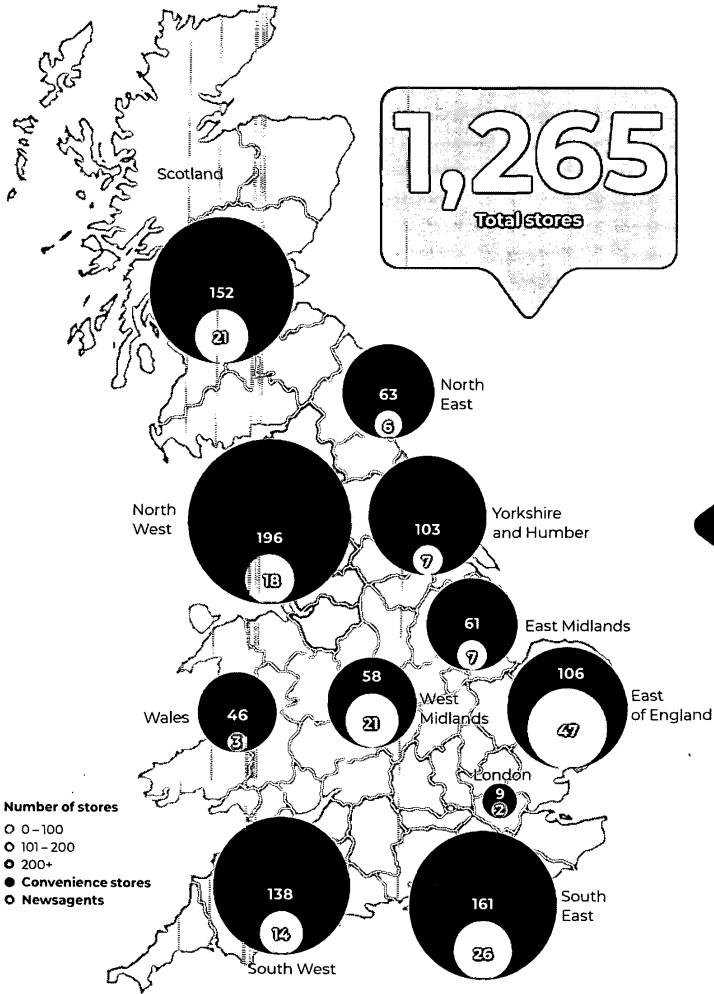 1,265
Total stores
Scotland
152
21
63
6
North
East
North
West
196
18
103
7
Yorkshire
and Humber
61
7
East Midlands
58
21
West
Midlands
106
47
East
of England
Wales
46
3
London
9
2
Number of stores
0–100
101–200
200+
Convenience stores
Newsagents
138
14
South West
161
26
South
East